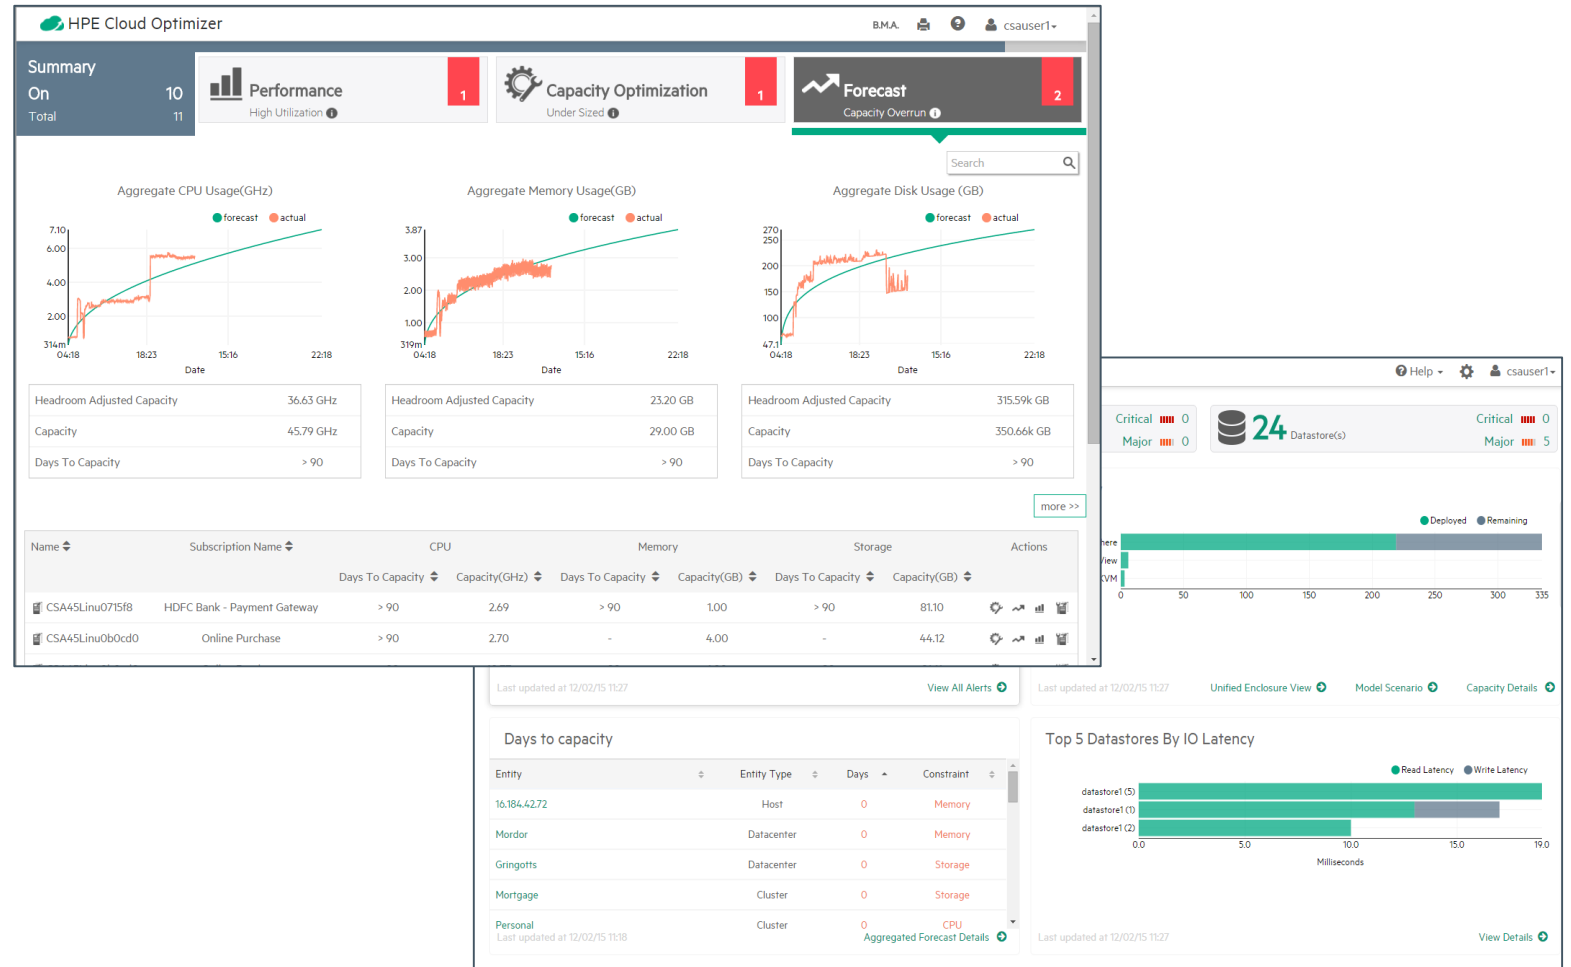 HPE Cloud Optimizer
B.M.A.
csauser1
Summary
On 10
Total 11
Performance
High Utilization
1
Capacity Optimization
Under Sized
1
Forecast
Capacity Overrun
2
Search
Aggregate CPU Usage(GHz)
forecast actual
7.10
6.00
4.00
2.00
314m
04:18 18:23 15:16 22:18
Date
Aggregate Memory Usage(GB)
forecast actual
3.87
3.00
2.00
1.00
319m
04:18 18:23 15:16 22:18
Date
Aggregate Disk Usage (GB)
forecast actual
270
250
200
150
100
47.1
04:18 18:23 15:16 22:18
Date
Headroom Adjusted Capacity 36.63 GHz
Capacity 45.79 GHz
Days To Capacity > 90
Headroom Adjusted Capacity 23.20 GB
Capacity 29.00 GB
Days To Capacity > 90
Headroom Adjusted Capacity 315.59k GB
Capacity 350.66k GB
Days To Capacity > 90
more >>
Name Subscription Name CPU Memory Storage Actions
Days To Capacity Capacity(GHz) Days To Capacity Capacity(GB) Days To Capacity Capacity(GB)
CSA45Linu0715f8 HDFC Bank - Payment Gateway > 90 2.69 > 90 1.00 > 90 81.10
CSA45Linu0b0cd0 Online Purchase > 90 2.70 - 4.00 - 44.12
Help csauser1
Critical 0
Major 0
24 Datastore(s)
Critical 0
Major 5
Deployed Remaining
here
View
KVM
0 50 100 150 200 250 300 335
Last updated at 12/02/15 11:27
View All Alerts
Last updated at 12/02/15 11:27
Unified Enclosure View Model Scenario Capacity Details
Days to capacity
Entity Entity Type Days Constraint
16.184.42.72 Host 0 Memory
Mordor Datacenter 0 Memory
Gringotts Datacenter 0 Storage
Mortgage Cluster 0 Storage
Personal Cluster 0 CPU
Last updated at 12/02/15 11:18
Aggregated Forecast Details
Top 5 Datastores By IO Latency
Read Latency Write Latency
datastore1 (5)
datastore1 (1)
datastore1 (2)
0.0 5.0 10.0 15.0 19.0
Milliseconds
Last updated at 12/02/15 11:27
View Details